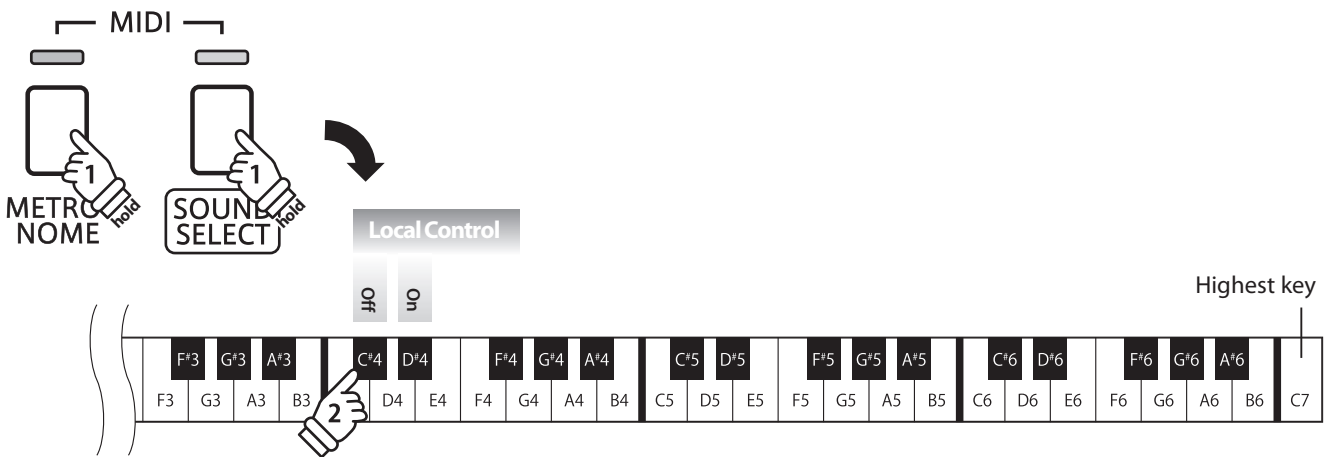 MIDI
1
1
hold
hold
METRO
NOME
SOUND
SELECT
Local Control
Off
On
Highest key
F#3 G#3 A#3 C#4 D#4 F#4 G#4 A#4 C#5 D#5 F#5 G#5 A#5 C#6 D#6 F#6 G#6 A#6
F3 G3 A3 B3 D4 E4 F4 G4 A4 B4 C5 D5 E5 F5 G5 A5 B5 C6 D6 E6 F6 G6 A6 B6 C7
2